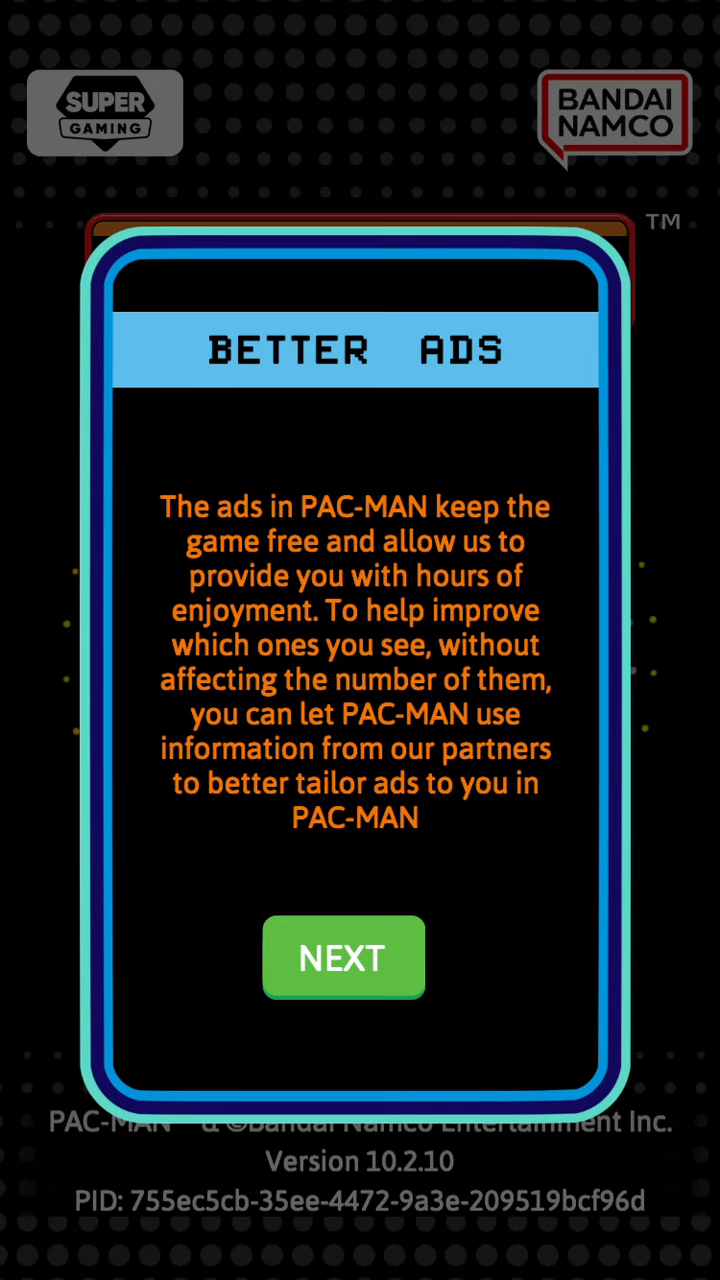 SUPER
GAMING
BANDAI
NAMCO
TM
BETTER ADS
The ads in PAC-MAN keep the
game free and allow us to
provide you with hours of
enjoyment. To help improve
which ones you see, without
affecting the number of them,
you can let PAC-MAN use
information from our partners
to better tailor ads to you in
PAC-MAN
NEXT
PAC-MAN & ©Bandai Namco Entertainment Inc.
Version 10.2.10
PID: 755ec5cb-35ee-4472-9a3e-209519bcf96d